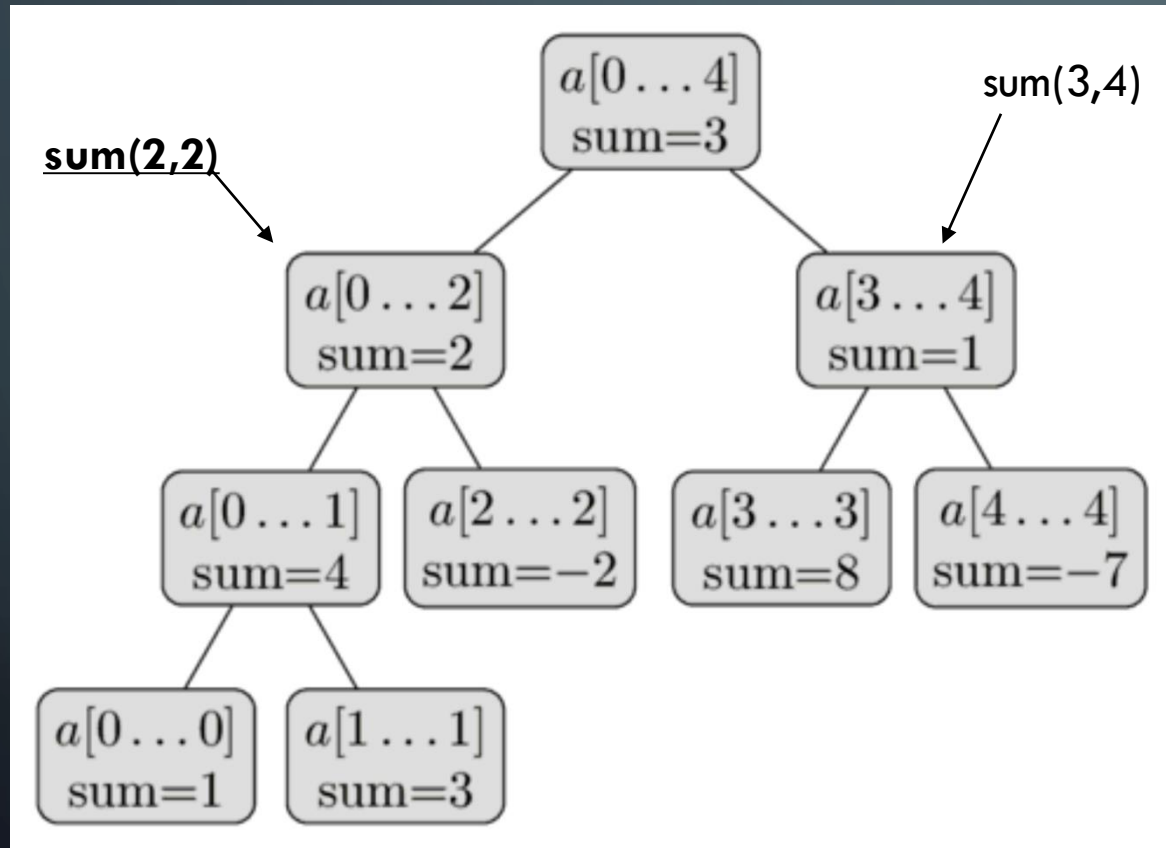 a[0...4]
sum=3
sum(3,4)
sum(2,2)
a[0...2]
sum=2
a[3...4]
sum=1
a[0...1]
sum=4
a[2...2]
sum=−2
a[3...3]
sum=8
a[4...4]
sum=−7
a[0...0]
sum=1
a[1...1]
sum=3